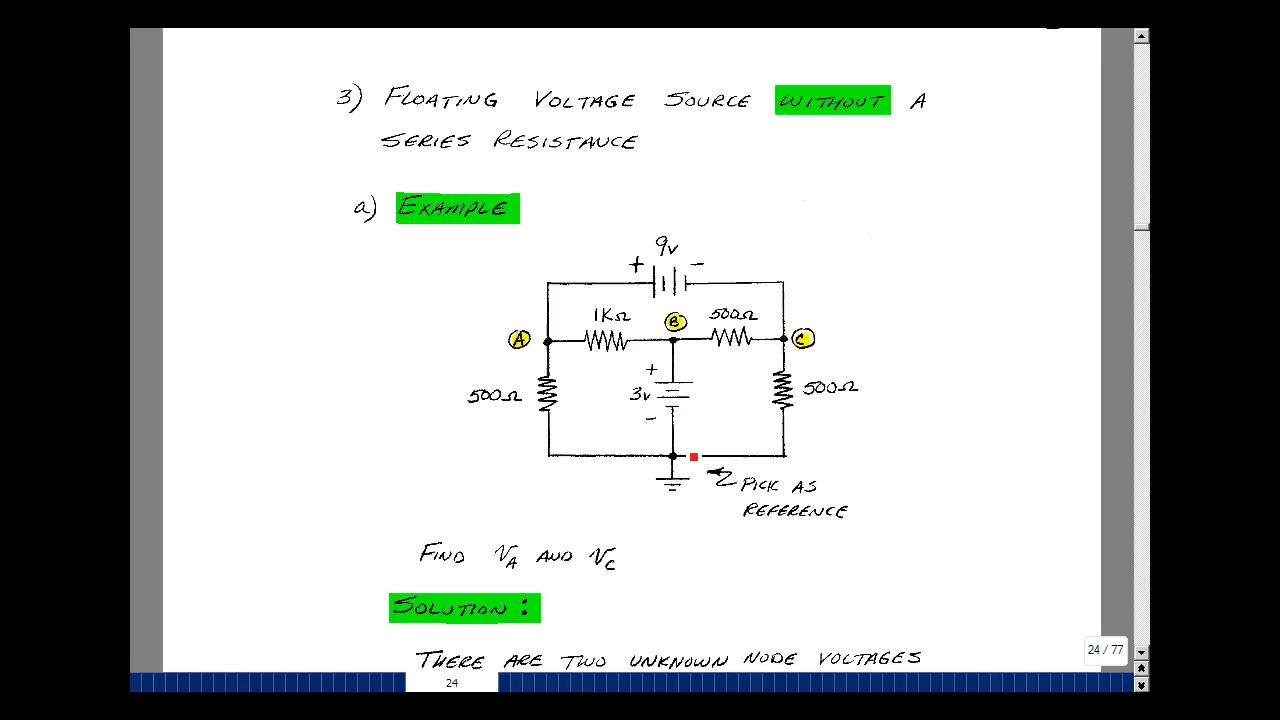 3) FLOATING VOLTAGE SOURCE WITHOUT A
SERIES RESISTANCE
a) EXAMPLE
9V
+ -
1KΩ B 500Ω
A C
+
500Ω 3V 500Ω
-
PICK AS
REFERENCE
FIND VA AND VC
SOLUTION:
THERE ARE TWO UNKNOWN NODE VOLTAGES
24 / 77
24